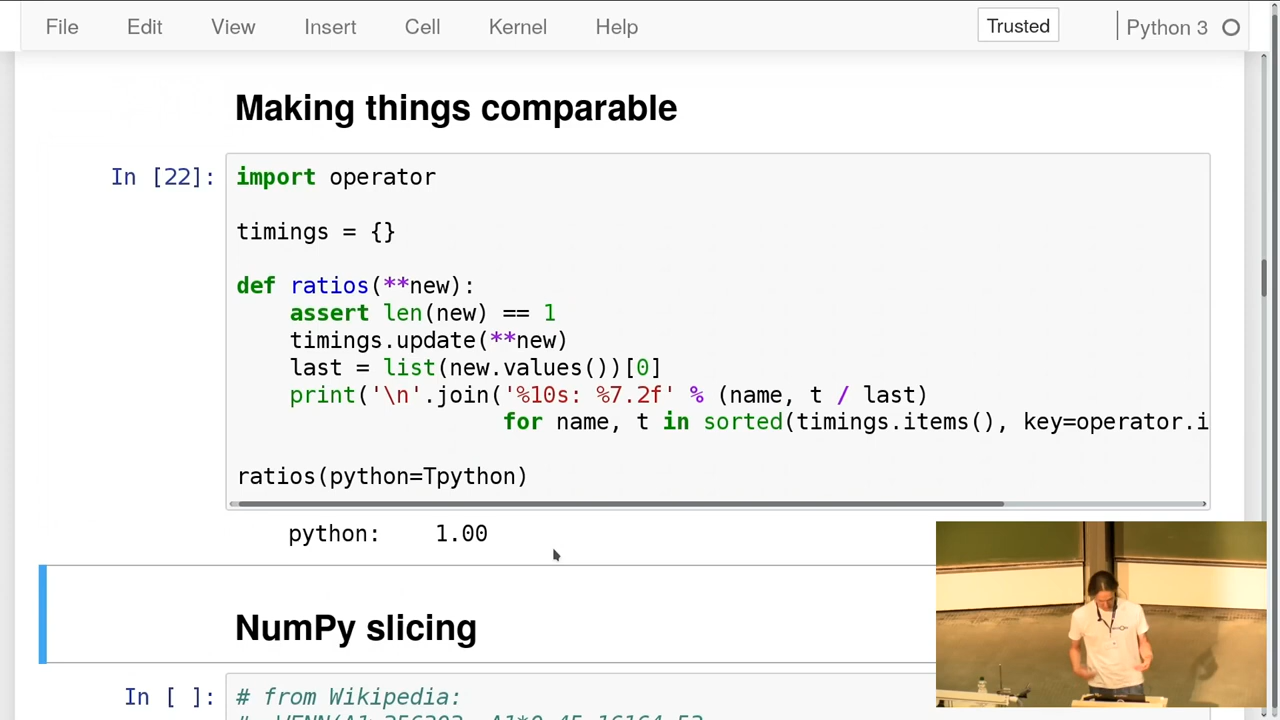 File Edit View Insert Cell Kernel Help Trusted Python 3
Making things comparable
In [22]:
import operator
timings = {}
def ratios(**new):
    assert len(new) == 1
    timings.update(**new)
    last = list(new.values())[0]
    print('\n'.join('%10s: %7.2f' % (name, t / last)
                    for name, t in sorted(timings.items(), key=operator.i
ratios(python=Tpython)
python: 1.00
NumPy slicing
In [ ]:
# from Wikipedia: